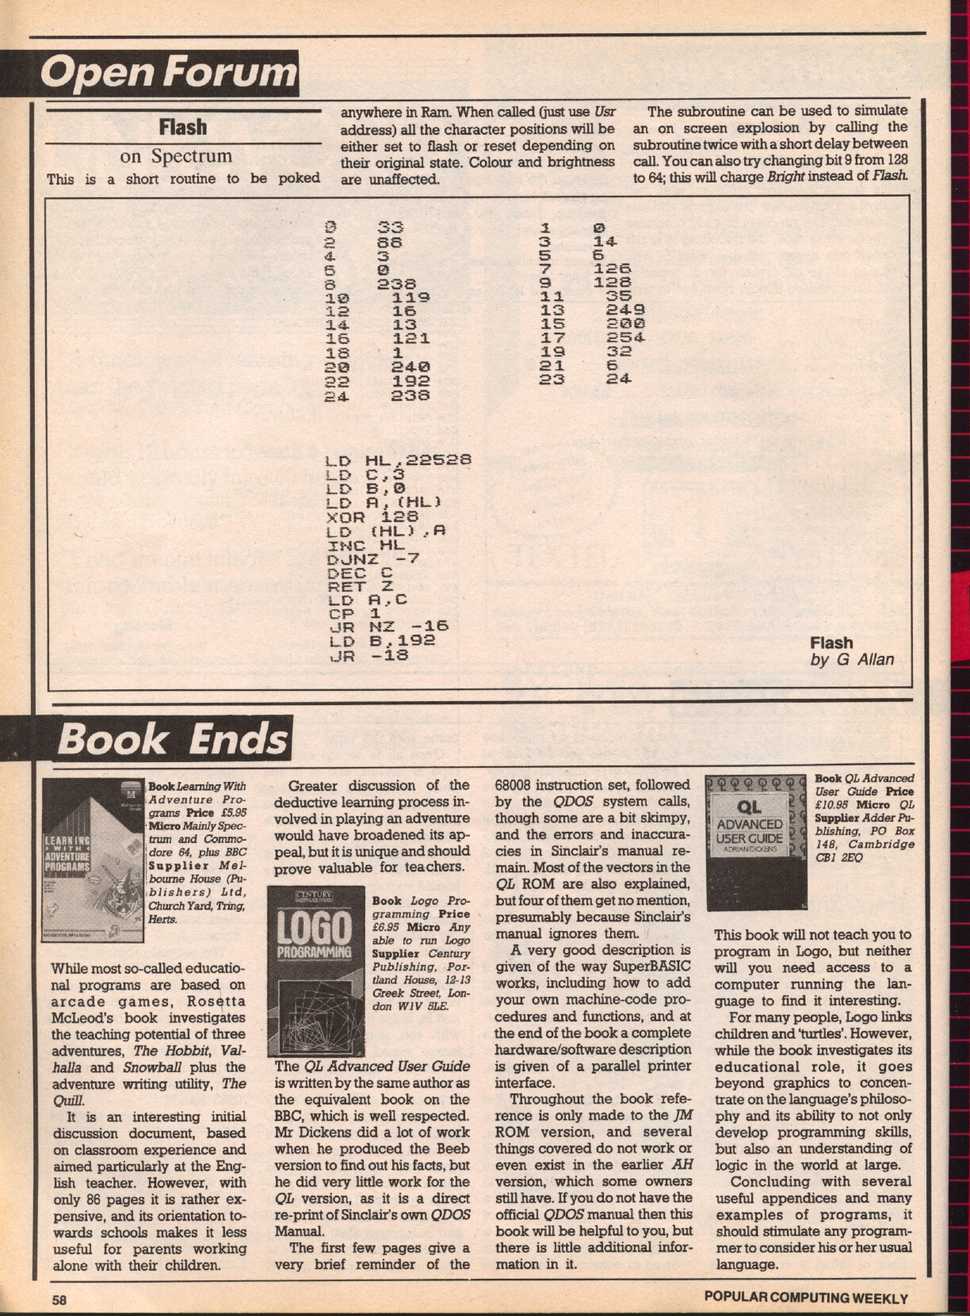 Open Forum
Flash
on Spectrum
This is a short routine to be poked
anywhere in Ram. When called (just use Usr
address) all the character positions will be
either set to flash or reset depending on
their original state. Colour and brightness
are unaffected.
The subroutine can be used to simulate
an on screen explosion by calling the
subroutine twice with a short delay between
call. You can also try changing bit 9 from 128
to 64; this will charge Bright instead of Flash.
0 33 1 0
2 88 3 14
4 3 5 6
6 0 7 126
8 238 9 128
10 119 11 35
12 16 13 249
14 13 15 200
16 121 17 254
18 1 19 32
20 240 21 6
22 192 23 24
24 238
LD HL,22528
LD C,3
LD B,0
LD A,(HL)
XOR 128
LD (HL),A
INC HL
DJNZ -7
DEC C
RET Z
LD A,C
CP 1
JR NZ -16
LD B,192
JR -18
Flash
by G Allan
Book Ends
LEARNING
WITH
ADVENTURE
PROGRAMS
Book Learning With
Adventure Pro-
grams Price £5.95
Micro Mainly Spec-
trum and Commo-
dore 64, plus BBC
Supplier Mel-
bourne House (Pu-
blishers) Ltd,
Church Yard, Tring,
Herts.
While most so-called educatio-
nal programs are based on
arcade games, Rosetta
McLeod's book investigates
the teaching potential of three
adventures, The Hobbit, Val-
halla and Snowball plus the
adventure writing utility, The
Quill.
It is an interesting initial
discussion document, based
on classroom experience and
aimed particularly at the Eng-
lish teacher. However, with
only 86 pages it is rather ex-
pensive, and its orientation to-
wards schools makes it less
useful for parents working
alone with their children.
Greater discussion of the
deductive learning process in-
volved in playing an adventure
would have broadened its ap-
peal, but it is unique and should
prove valuable for teachers.
CENTURY
LOGO
PROGRAMMING
Book Logo Pro-
gramming Price
£6.95 Micro Any
able to run Logo
Supplier Century
Publishing, Por-
tland House, 12-13
Greek Street, Lon-
don W1V 5LE.
The QL Advanced User Guide
is written by the same author as
the equivalent book on the
BBC, which is well respected.
Mr Dickens did a lot of work
when he produced the Beeb
version to find out his facts, but
he did very little work for the
QL version, as it is a direct
re-print of Sinclair's own QDOS
Manual.
The first few pages give a
very brief reminder of the
68008 instruction set, followed
by the QDOS system calls,
though some are a bit skimpy,
and the errors and inaccura-
cies in Sinclair's manual re-
main. Most of the vectors in the
QL ROM are also explained,
but four of them get no mention,
presumably because Sinclair's
manual ignores them.
A very good description is
given of the way SuperBASIC
works, including how to add
your own machine-code pro-
cedures and functions, and at
the end of the book a complete
hardware/software description
is given of a parallel printer
interface.
Throughout the book refe-
rence is only made to the JM
ROM version, and several
things covered do not work or
even exist in the earlier AH
version, which some owners
still have. If you do not have the
official QDOS manual then this
book will be helpful to you, but
there is little additional infor-
mation in it.
QL
ADVANCED
USER GUIDE
ADRIAN DICKENS
Book QL Advanced
User Guide Price
£10.95 Micro QL
Supplier Adder Pu-
blishing, PO Box
148, Cambridge
CB1 2EQ
This book will not teach you to
program in Logo, but neither
will you need access to a
computer running the lan-
guage to find it interesting.
For many people, Logo links
children and 'turtles'. However,
while the book investigates its
educational role, it goes
beyond graphics to concen-
trate on the language's philoso-
phy and its ability to not only
develop programming skills,
but also an understanding of
logic in the world at large.
Concluding with several
useful appendices and many
examples of programs, it
should stimulate any program-
mer to consider his or her usual
language.
58
POPULAR COMPUTING WEEKLY